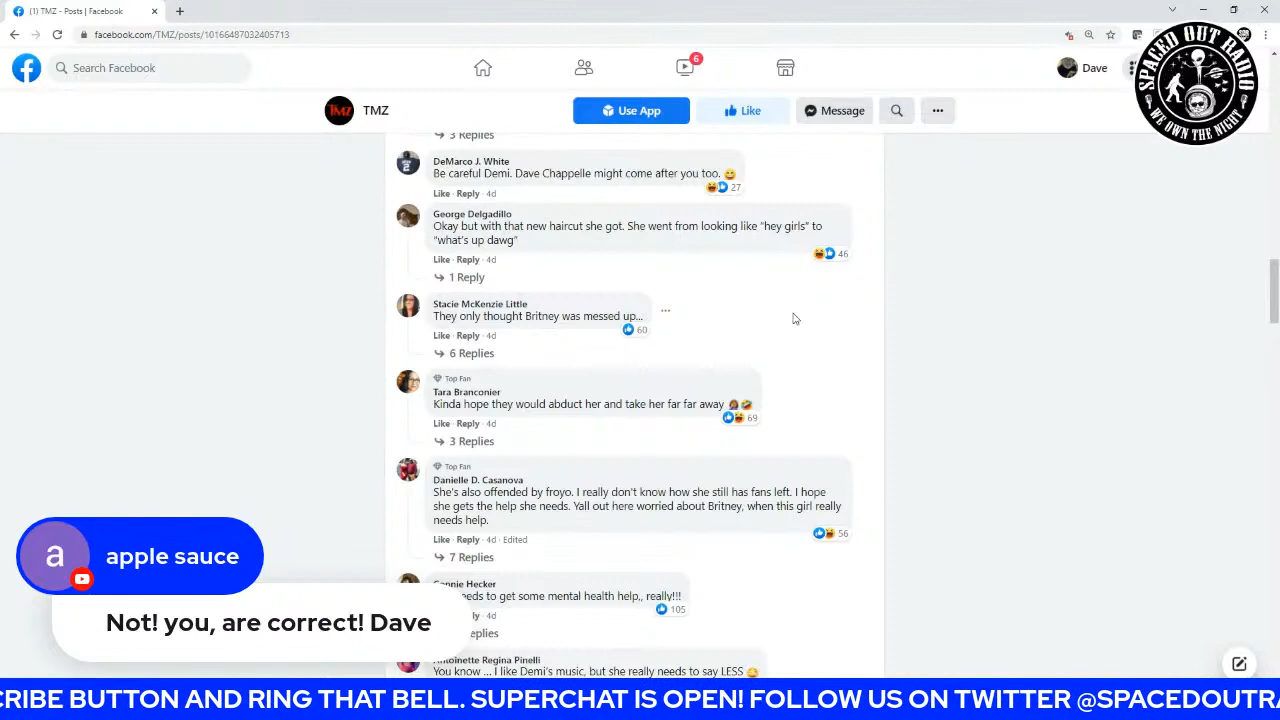 (1) TMZ - Posts | Facebook
facebook.com/TMZ/posts/10166487032405713
Search Facebook
6
Dave
SPACED OUT RADIO
WE OWN THE NIGHT
TMZ
TMZ
Use App
Like
Message
3 Replies
DeMarco J. White
Be careful Demi. Dave Chappelle might come after you too. 😄
27
Like · Reply · 4d
George Delgadillo
Okay but with that new haircut she got. She went from looking like “hey girls” to
“what's up dawg”
46
Like · Reply · 4d
1 Reply
Stacie McKenzie Little
They only thought Britney was messed up...
60
Like · Reply · 4d
6 Replies
Top Fan
Tara Branconier
Kinda hope they would abduct her and take her far far away 🤦🏽‍♀️🤣
69
Like · Reply · 4d
3 Replies
Top Fan
Danielle D. Casanova
She's also offended by froyo. I really don't know how she still has fans left. I hope
she gets the help she needs. Yall out here worried about Britney, when this girl really
needs help.
56
Like · Reply · 4d · Edited
7 Replies
Hecker
to get some mental health help,, really!!!
105
4d
Regina Pinelli
You know ... I like Demi's music, but she really needs to say LESS
a
apple sauce
Not! you, are correct! Dave
BUTTON AND RING THAT BELL. SUPERCHAT IS OPEN! FOLLOW US ON TWITTER